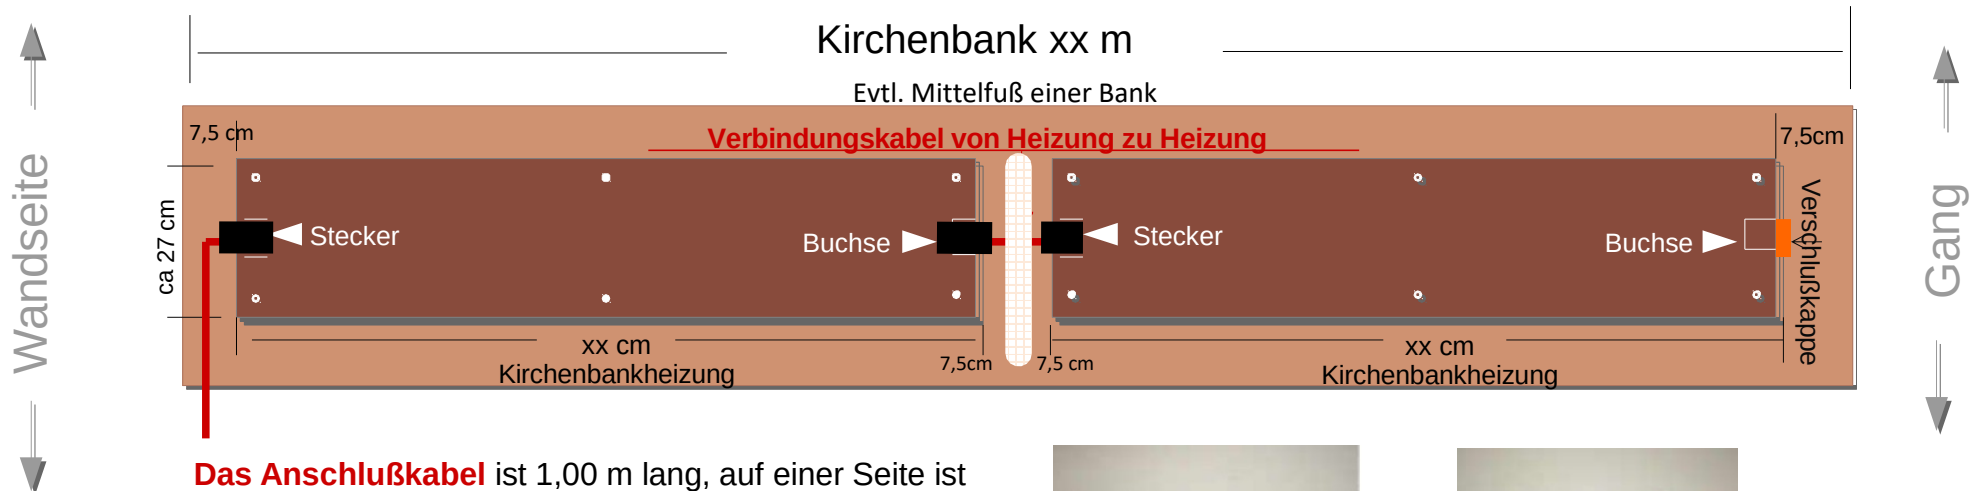 Kirchenbank xx m
Evtl. Mittelfuß einer Bank
7,5 cm
Verbindungskabel von Heizung zu Heizung
7,5cm
Wandseite
ca 27 cm
Stecker
Buchse
Stecker
Buchse
Verschlußkappe
Gang
xx cm
Kirchenbankheizung
7,5cm
7,5 cm
xx cm
Kirchenbankheizung
Das Anschlußkabel ist 1,00 m lang, auf einer Seite ist